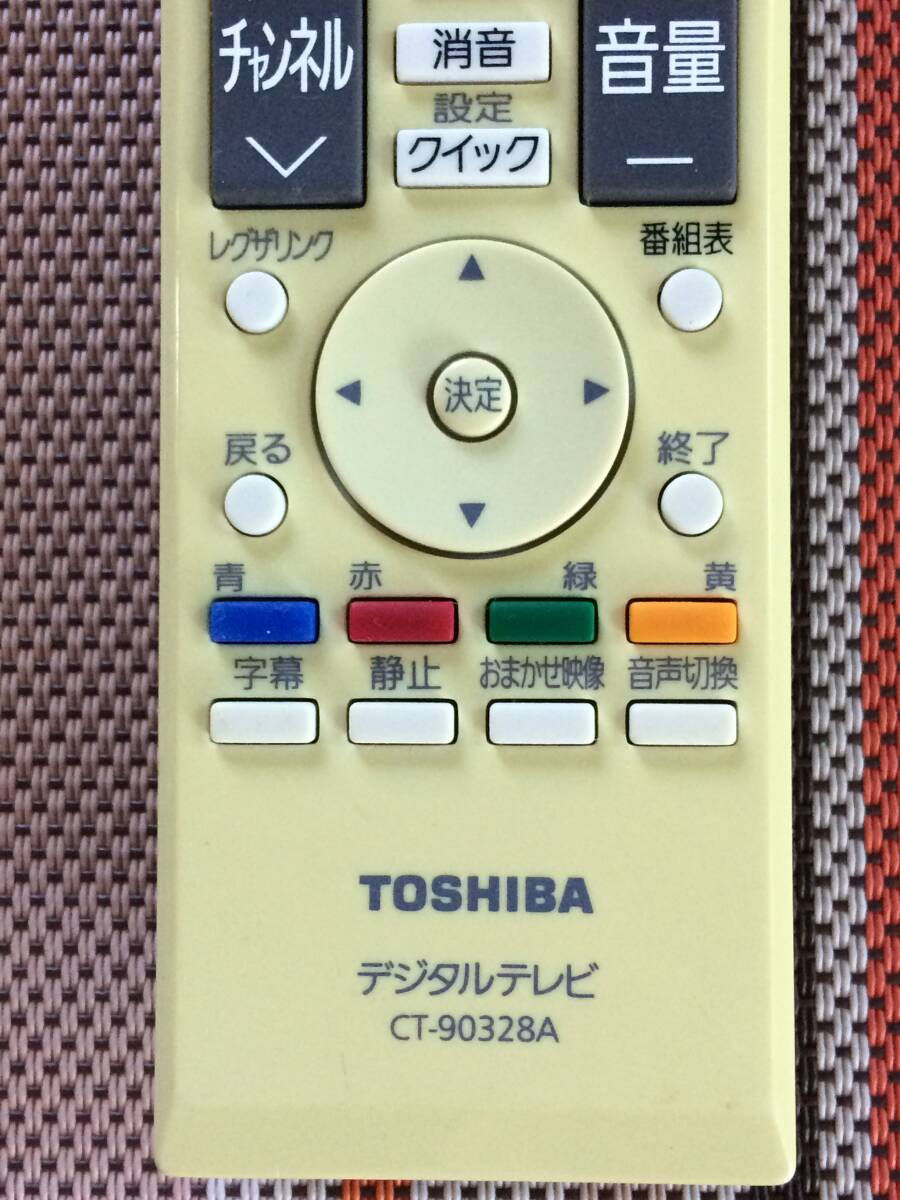 チャンネル
消音
音量
設定
クイック
レグザリンク
番組表
決定
戻る
終了
青 赤 緑 黄
字幕 静止 おまかせ映像 音声切換
TOSHIBA
デジタルテレビ
CT-90328A